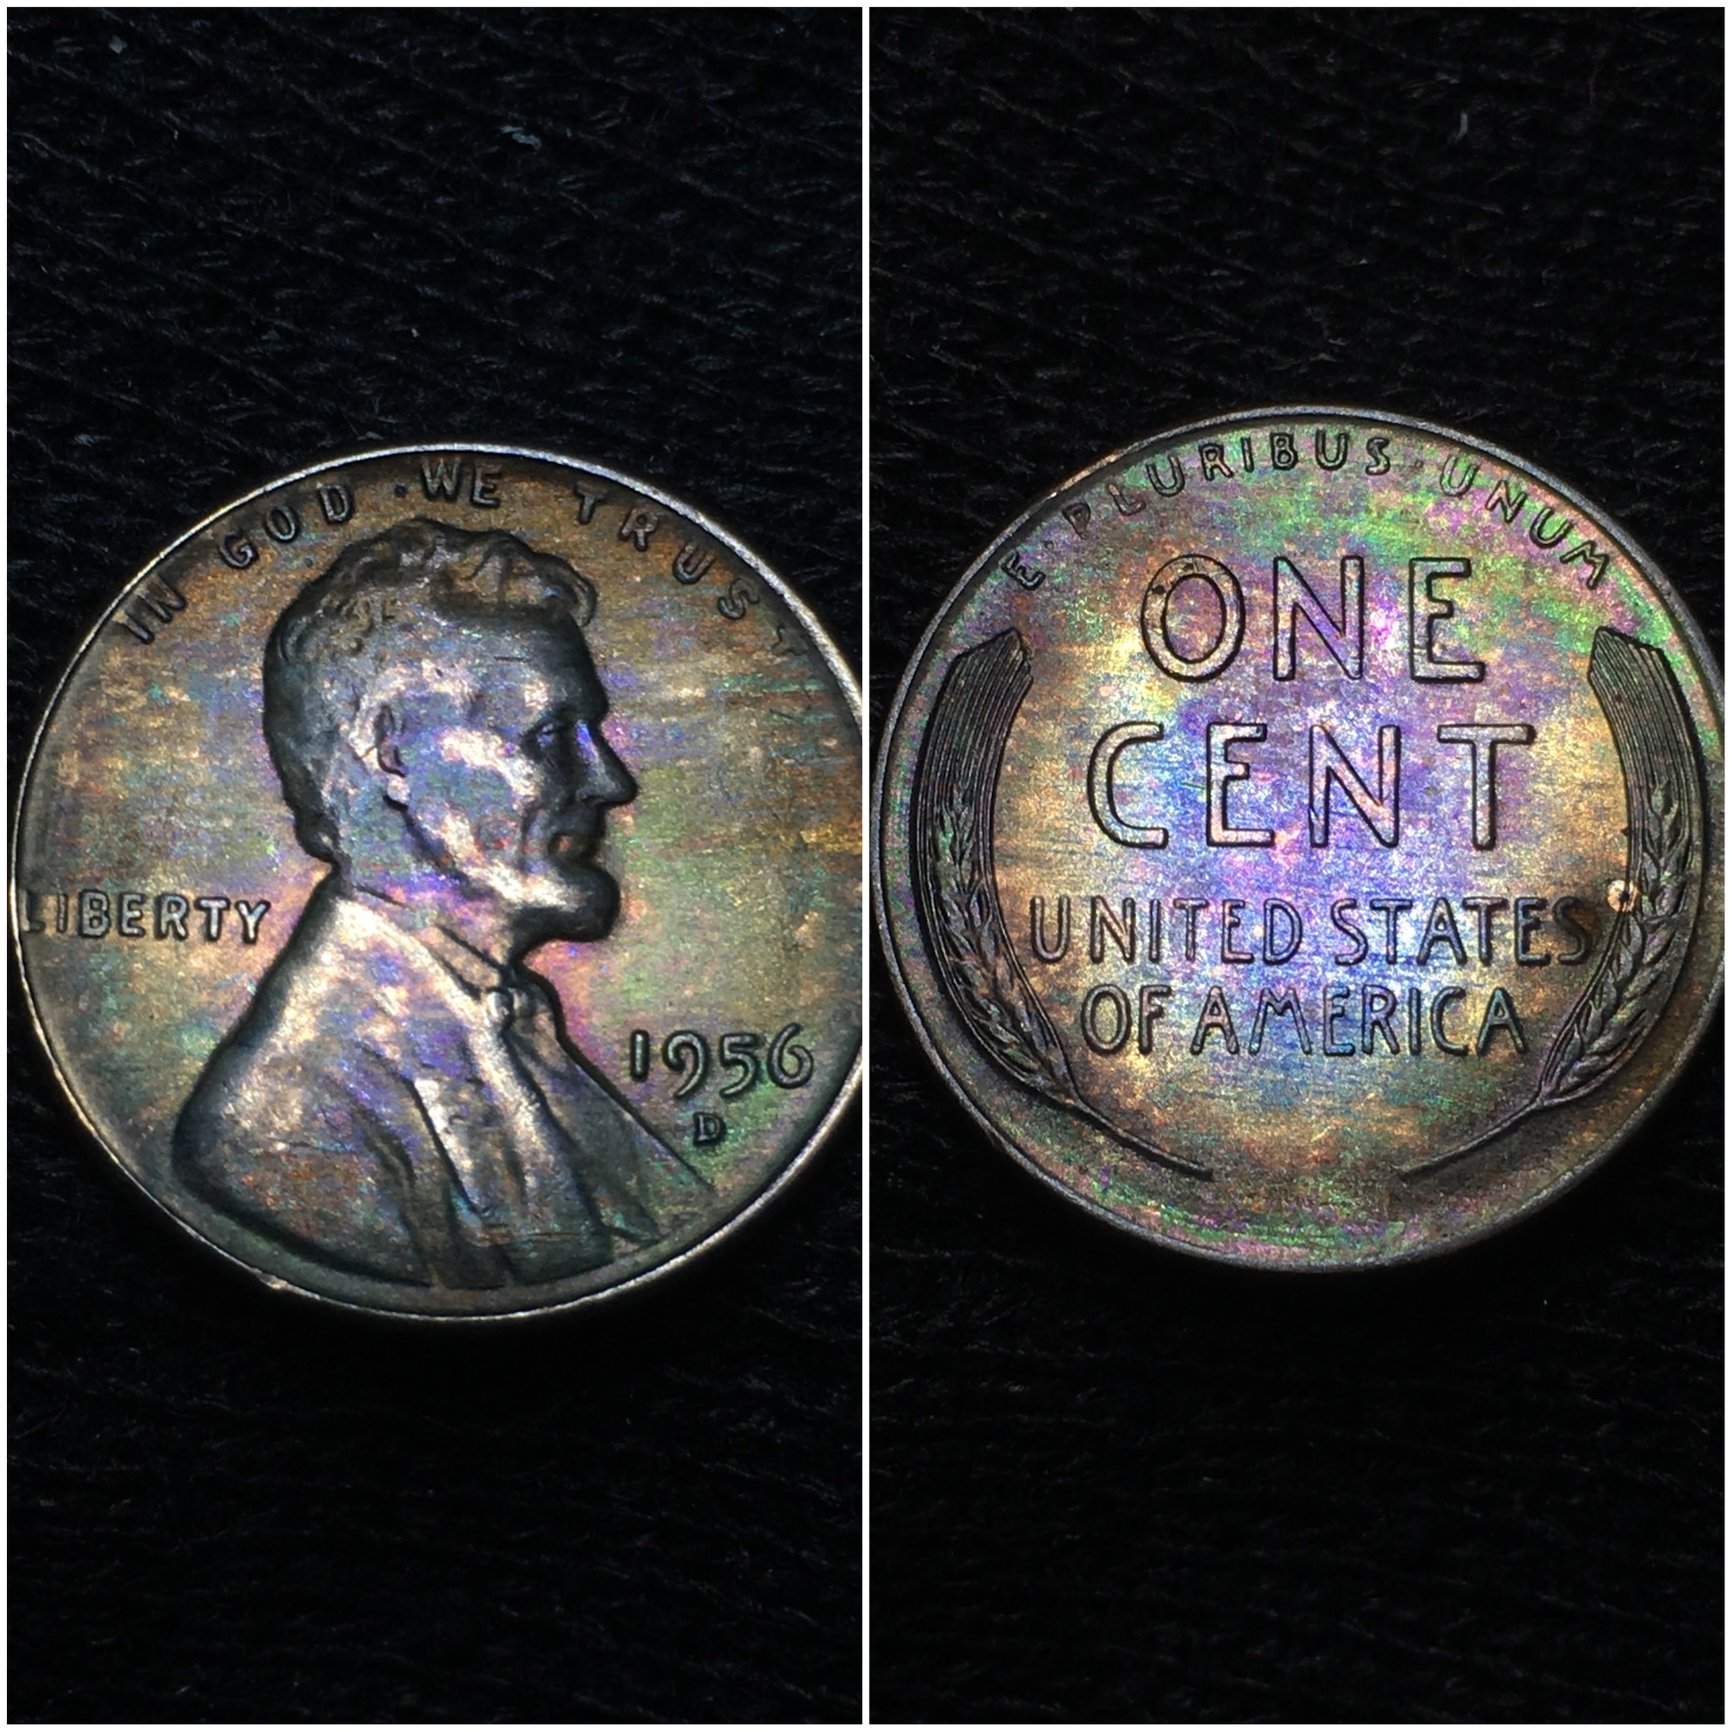 IN GOD WE TRUST
LIBERTY
1956
D
E·PLURIBUS·UNUM
ONE
CENT
UNITED STATES
OF AMERICA